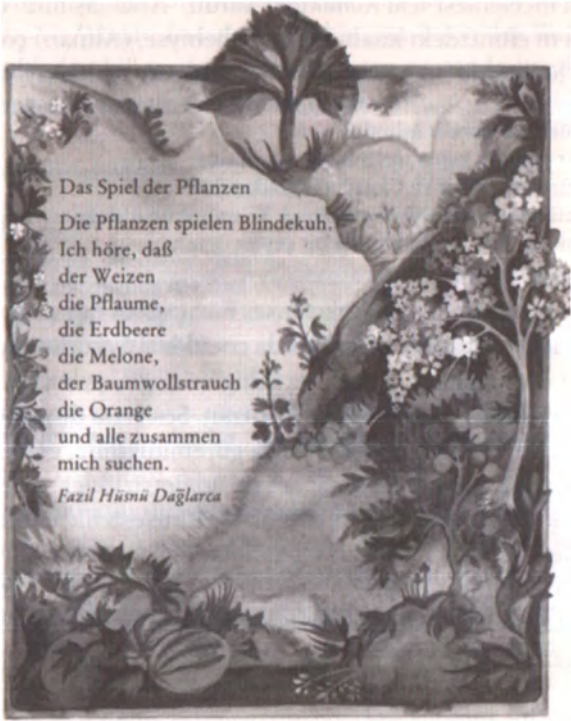 Das Spiel der Pflanzen
Die Pflanzen spielen Blindekuh.
Ich höre, daß
der Weizen
die Pflaume,
die Erdbeere
die Melone,
der Baumwollstrauch
die Orange
und alle zusammen
mich suchen.
Fazil Hüsnü Dağlarca